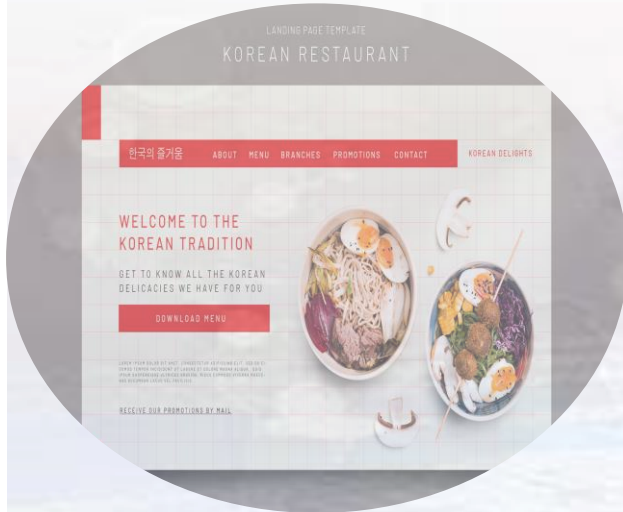 LANDING PAGE TEMPLATE
KOREAN RESTAURANT
한국의 즐거움 ABOUT MENU BRANCHES PROMOTIONS CONTACT KOREAN DELIGHTS
WELCOME TO THE
KOREAN TRADITION
GET TO KNOW ALL THE KOREAN
DELICACIES WE HAVE FOR YOU
DOWNLOAD MENU
RECEIVE OUR PROMOTIONS BY MAIL